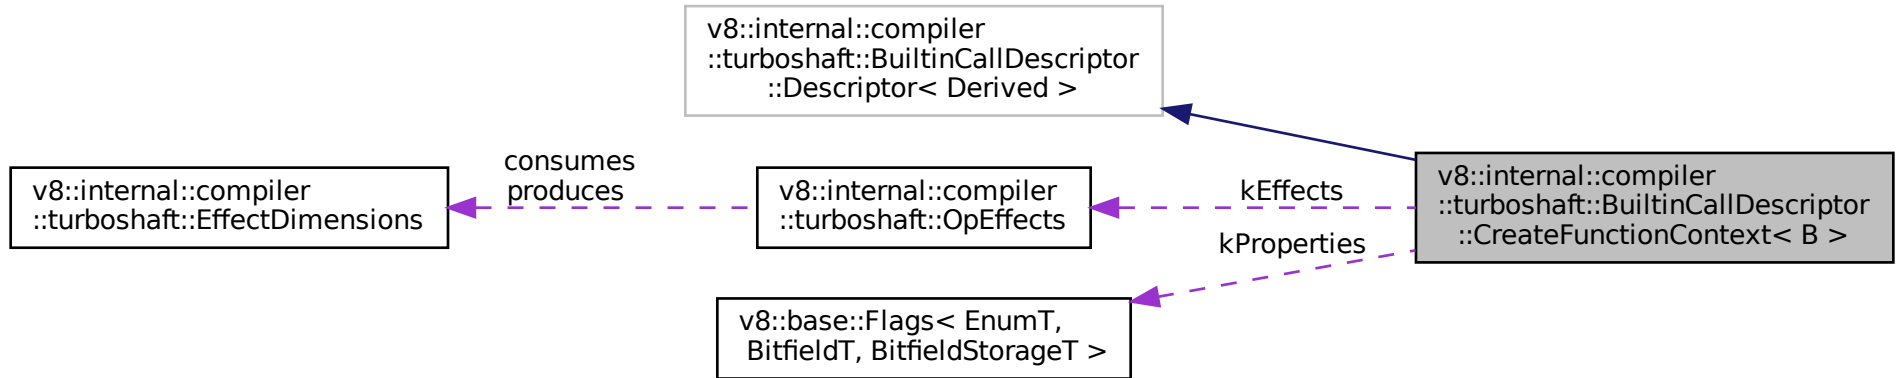 v8::internal::compiler
::turboshaft::BuiltinCallDescriptor
::Descriptor< Derived >
v8::internal::compiler
::turboshaft::EffectDimensions
consumes
produces
v8::internal::compiler
::turboshaft::OpEffects
kEffects
kProperties
v8::internal::compiler
::turboshaft::BuiltinCallDescriptor
::CreateFunctionContext< B >
v8::base::Flags< EnumT,
BitfieldT, BitfieldStorageT >